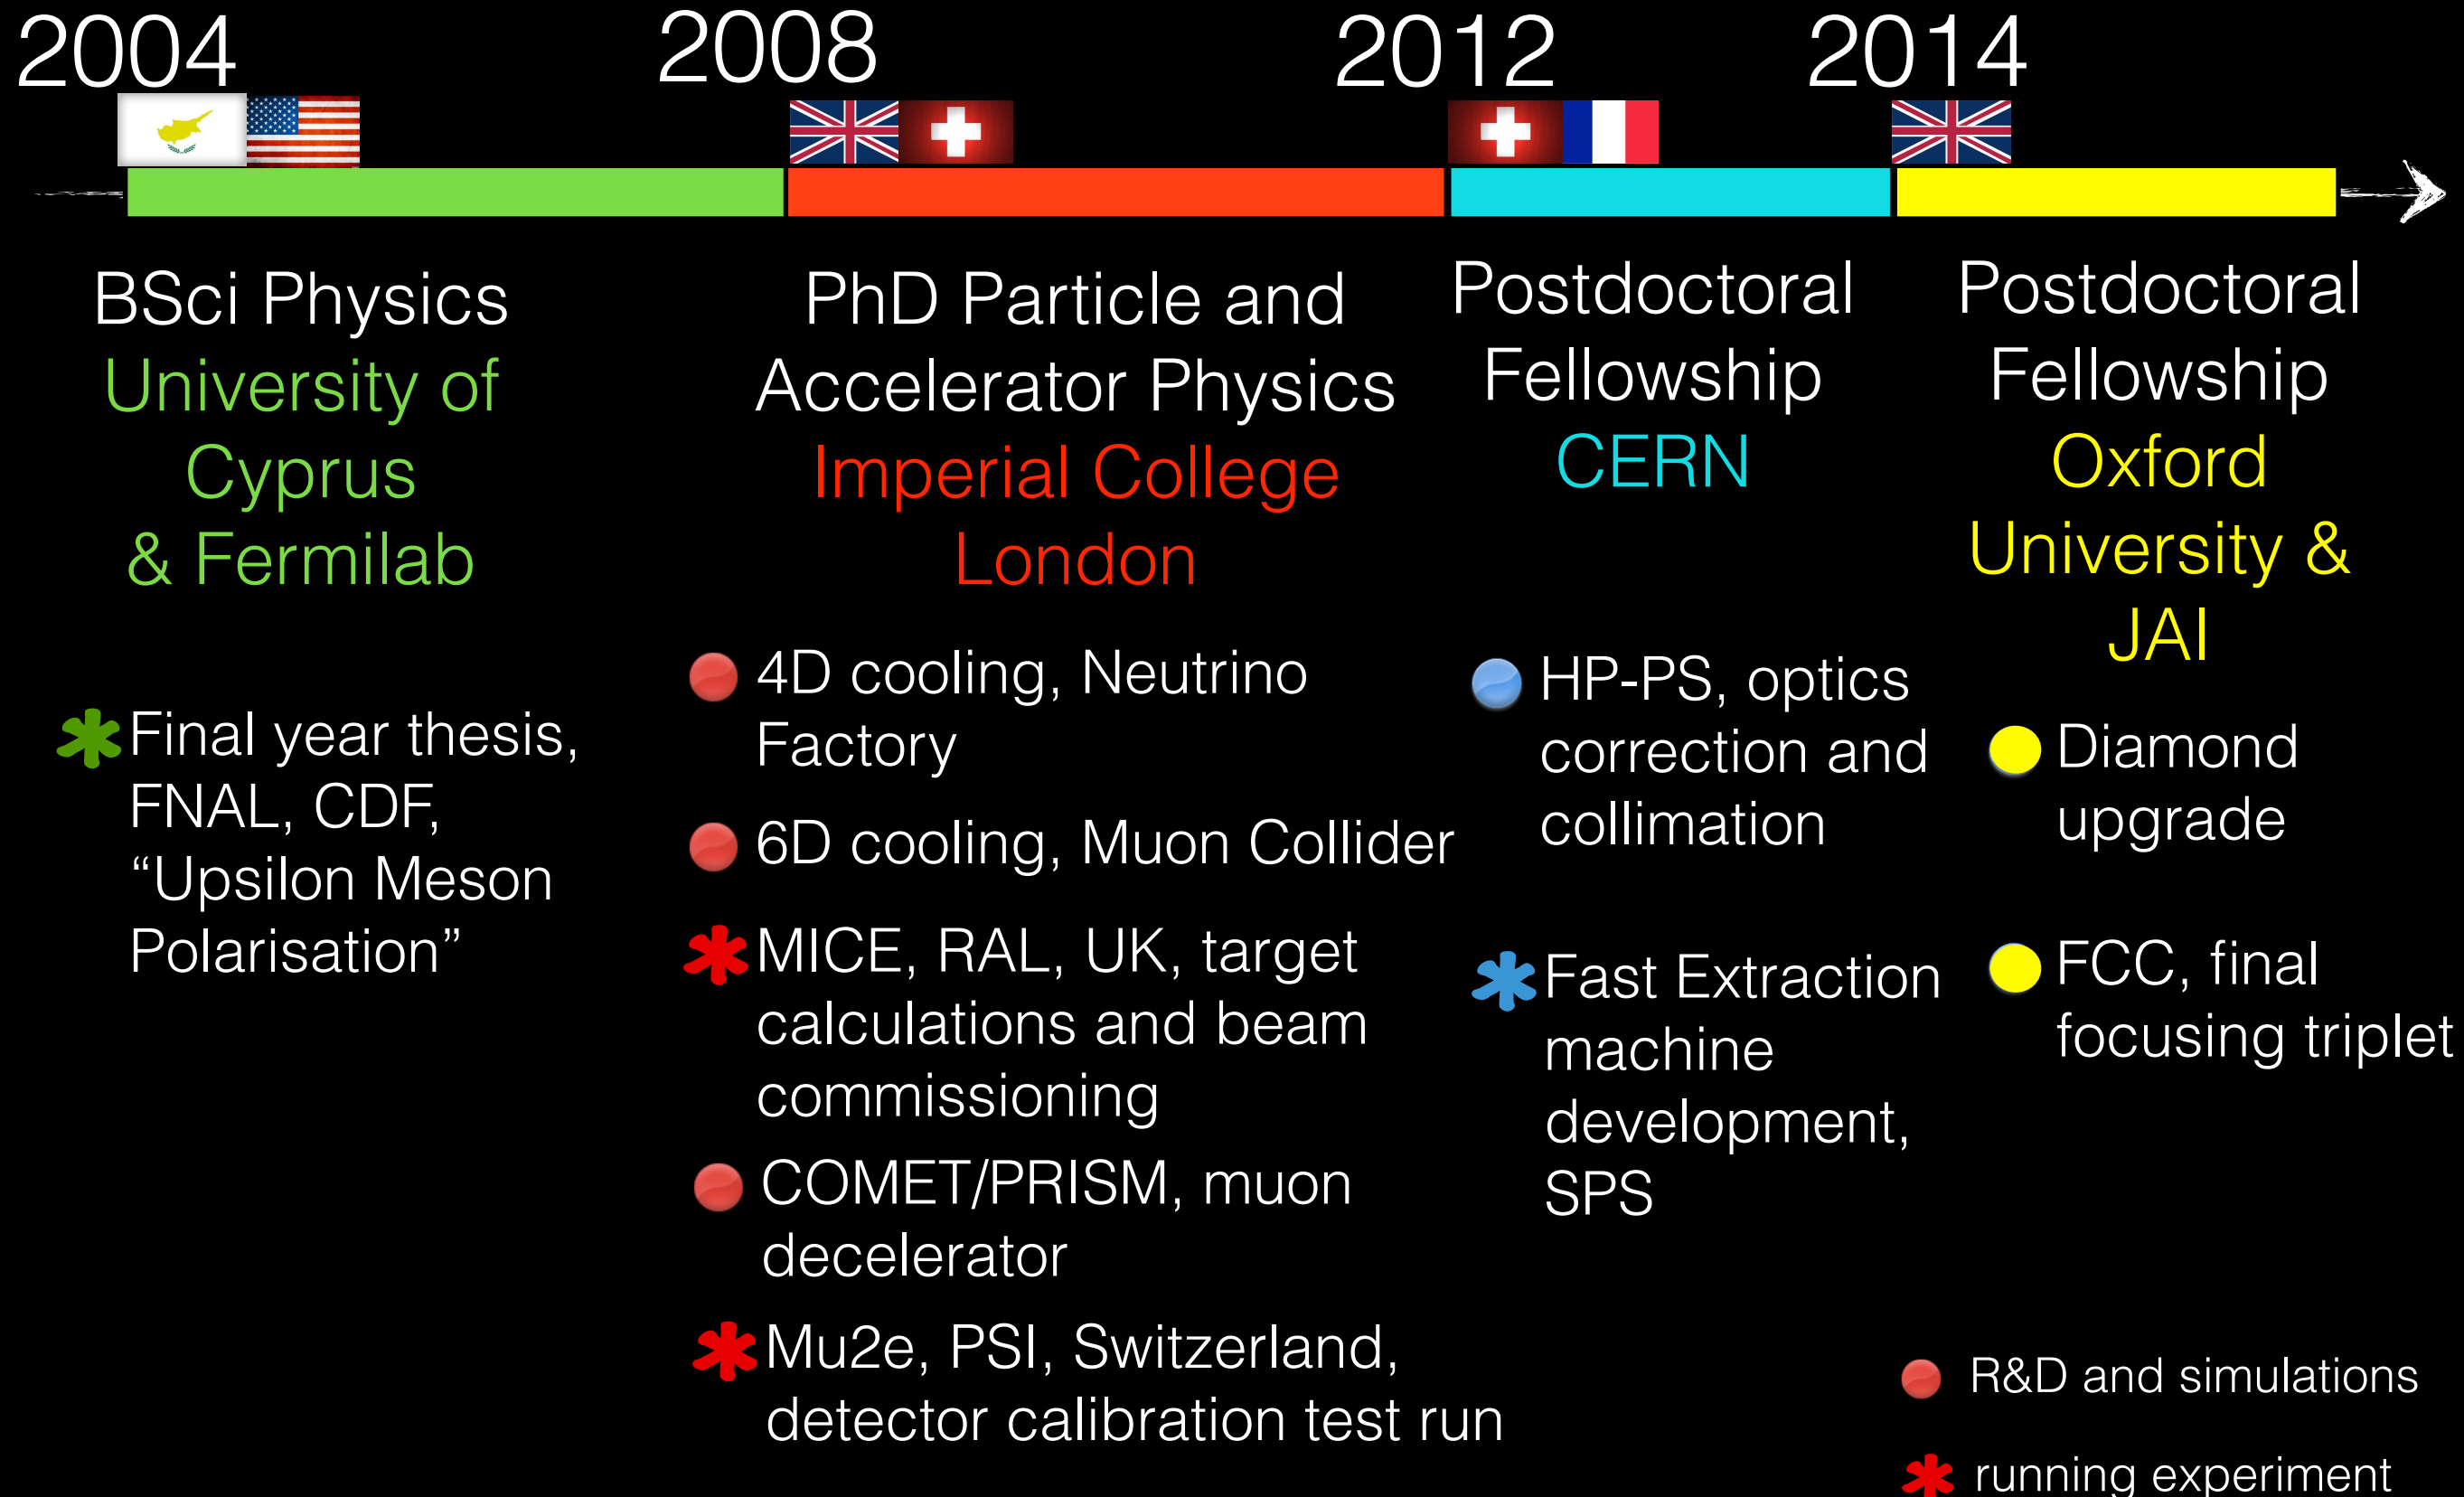 2004
2008
2012
2014
BSci Physics
University of
Cyprus
& Fermilab
Final year thesis,
FNAL, CDF,
“Upsilon Meson
Polarisation”
PhD Particle and
Accelerator Physics
Imperial College
London
4D cooling, Neutrino
Factory
6D cooling, Muon Collider
MICE, RAL, UK, target
calculations and beam
commissioning
COMET/PRISM, muon
decelerator
Mu2e, PSI, Switzerland,
detector calibration test run
Postdoctoral
Fellowship
CERN
HP-PS, optics
correction and
collimation
Fast Extraction
machine
development,
SPS
Postdoctoral
Fellowship
Oxford
University &
JAI
Diamond
upgrade
FCC, final
focusing triplet
R&D and simulations
running experiment